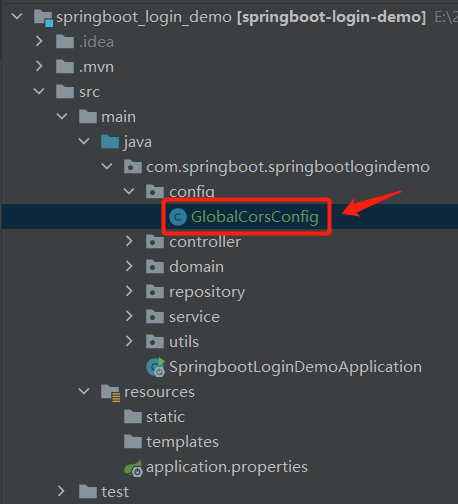 springboot_login_demo [springboot-login-demo] E:\2
.idea
.mvn
src
main
java
com.springboot.springbootlogindemo
config
GlobalCorsConfig
controller
domain
repository
service
utils
SpringbootLoginDemoApplication
resources
static
templates
application.properties
test